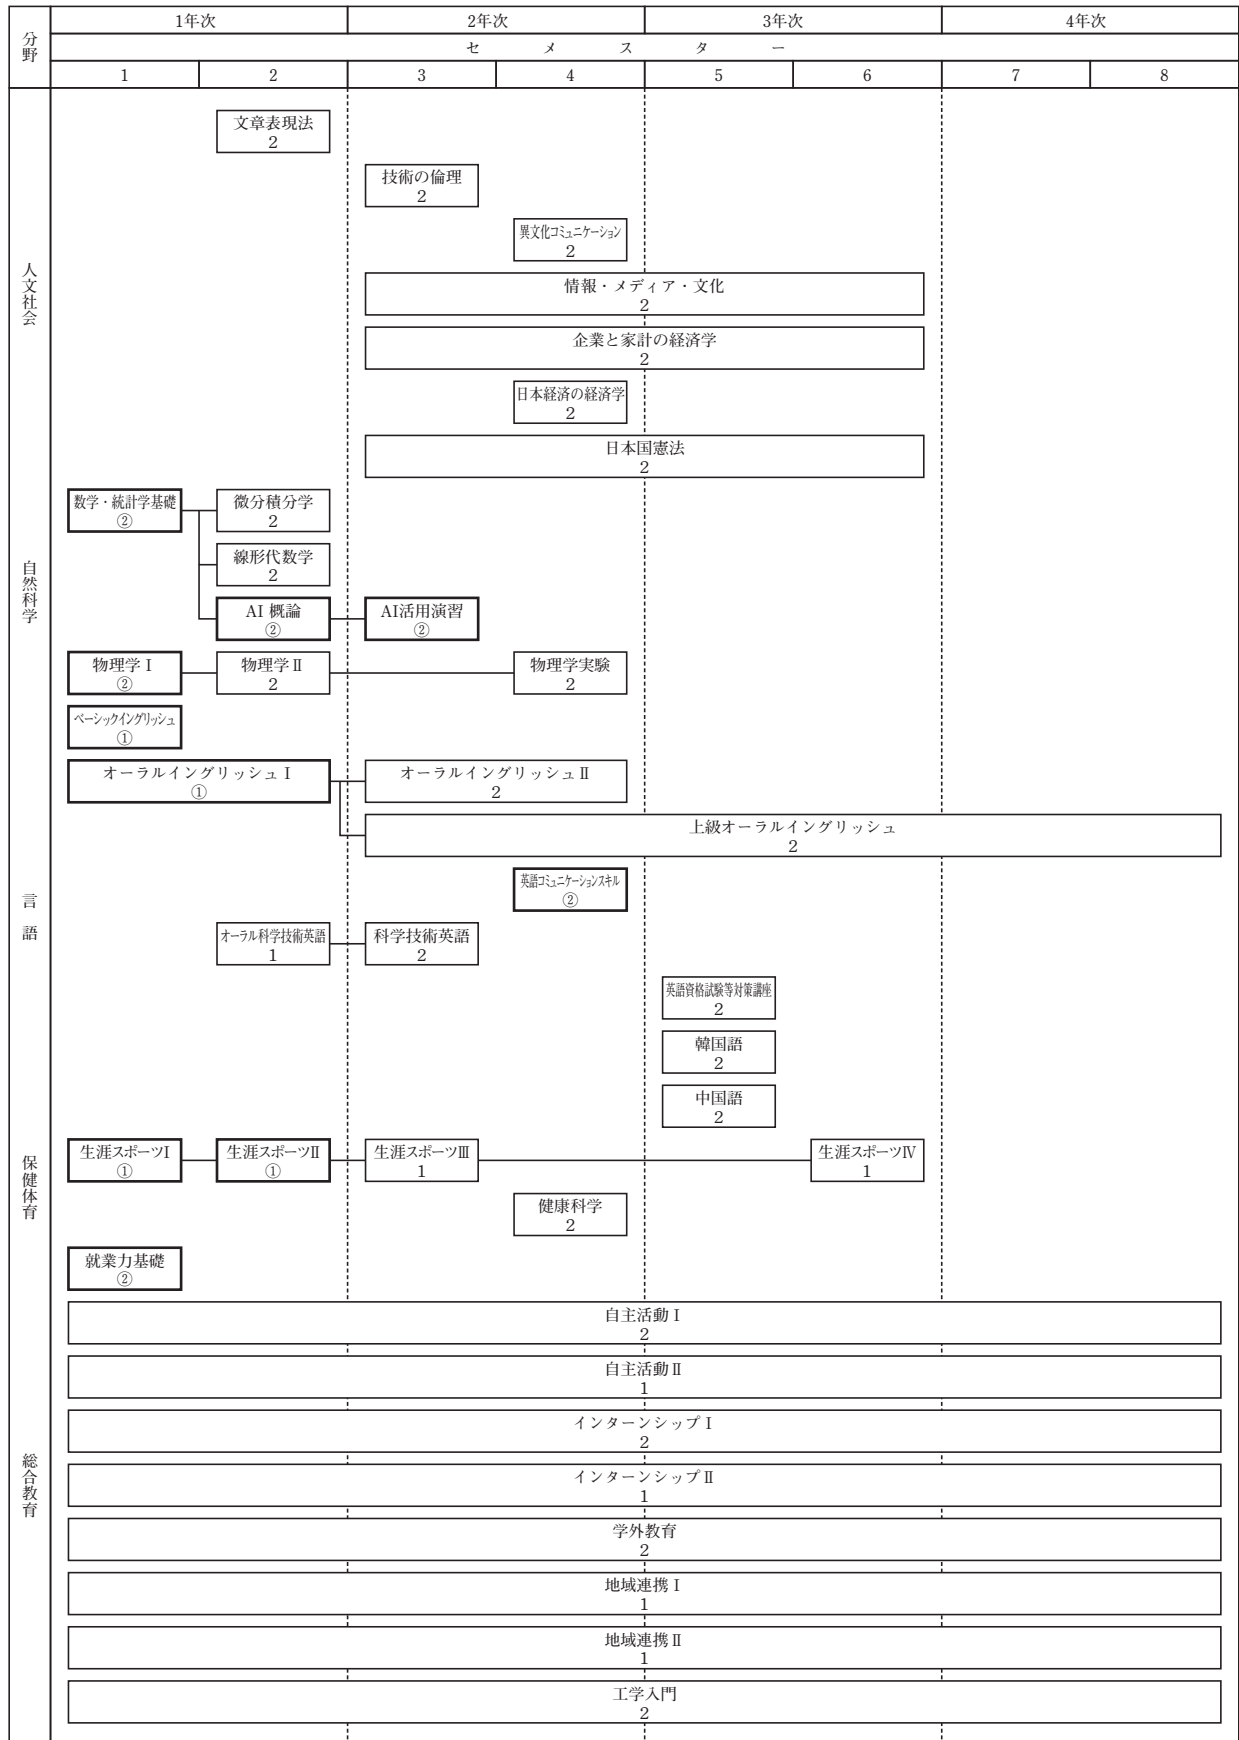 分野
1年次 2年次 3年次 4年次
セメスター
1 2 3 4 5 6 7 8
人文社会
文章表現法
2
技術の倫理
2
異文化コミュニケーション
2
情報・メディア・文化
2
企業と家計の経済学
2
日本経済の経済学
2
日本国憲法
2
自然科学
数学・統計学基礎
②
微分積分学
2
線形代数学
2
AI 概論
②
AI活用演習
②
物理学Ⅰ
②
物理学Ⅱ
2
物理学実験
2
言語
ベーシックイングリッシュ
①
オーラルイングリッシュⅠ
①
オーラルイングリッシュⅡ
2
上級オーラルイングリッシュ
2
英語コミュニケーションスキル
②
オーラル科学技術英語
1
科学技術英語
2
英語資格試験等対策講座
2
韓国語
2
中国語
2
保健体育
生涯スポーツⅠ
①
生涯スポーツⅡ
①
生涯スポーツⅢ
1
生涯スポーツⅣ
1
健康科学
2
総合教育
就業力基礎
②
自主活動Ⅰ
2
自主活動Ⅱ
1
インターンシップⅠ
2
インターンシップⅡ
1
学外教育
2
地域連携Ⅰ
1
地域連携Ⅱ
1
工学入門
2